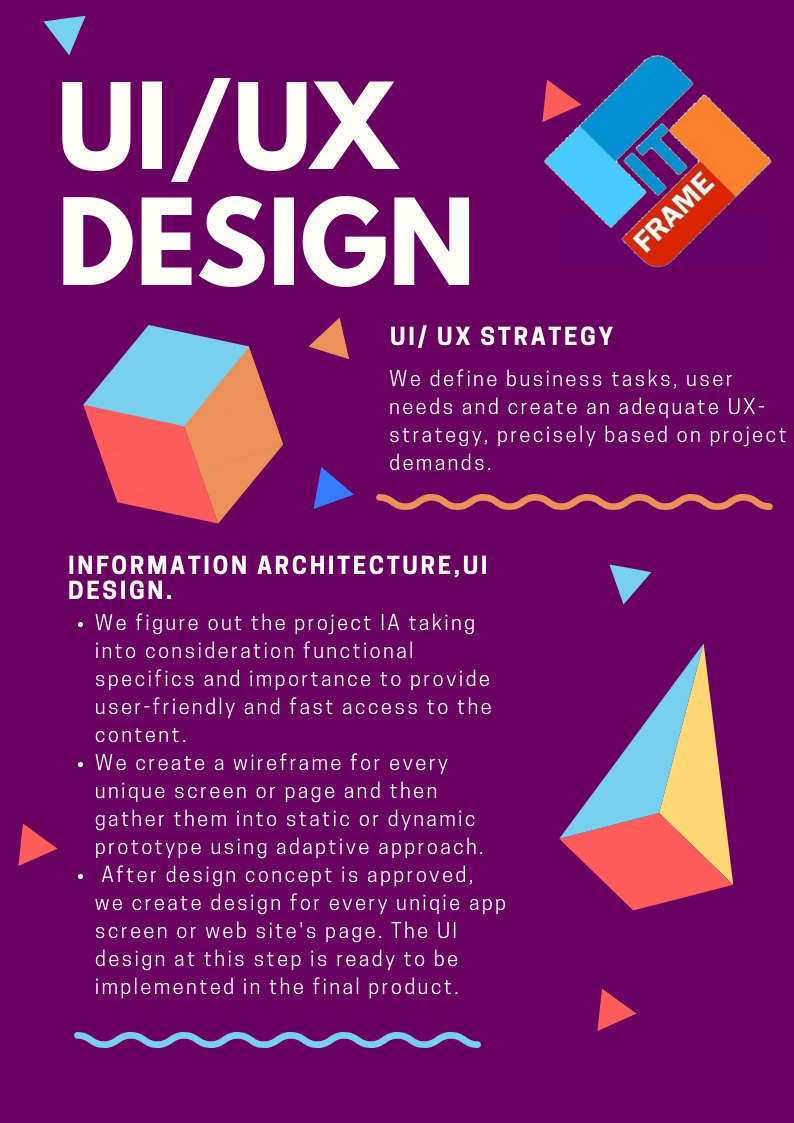 UI/UX
DESIGN
IT
FRAME
UI/ UX STRATEGY
We define business tasks, user
needs and create an adequate UX-
strategy, precisely based on project
demands.
INFORMATION ARCHITECTURE,UI
DESIGN.
• We figure out the project IA taking
into consideration functional
specifics and importance to provide
user-friendly and fast access to the
content.
• We create a wireframe for every
unique screen or page and then
gather them into static or dynamic
prototype using adaptive approach.
• After design concept is approved,
we create design for every uniqie app
screen or web site's page. The UI
design at this step is ready to be
implemented in the final product.